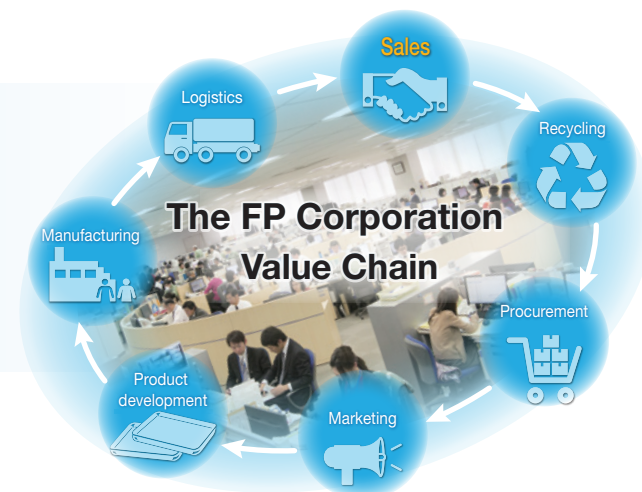 Sales
Logistics
Recycling
The FP Corporation
Value Chain
Manufacturing
Procurement
Product
development
Marketing